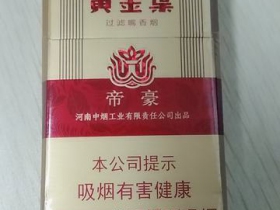 黄金叶
过滤嘴香烟
帝豪
河南中烟工业有限责任公司出品
本公司提示
吸烟有害健康